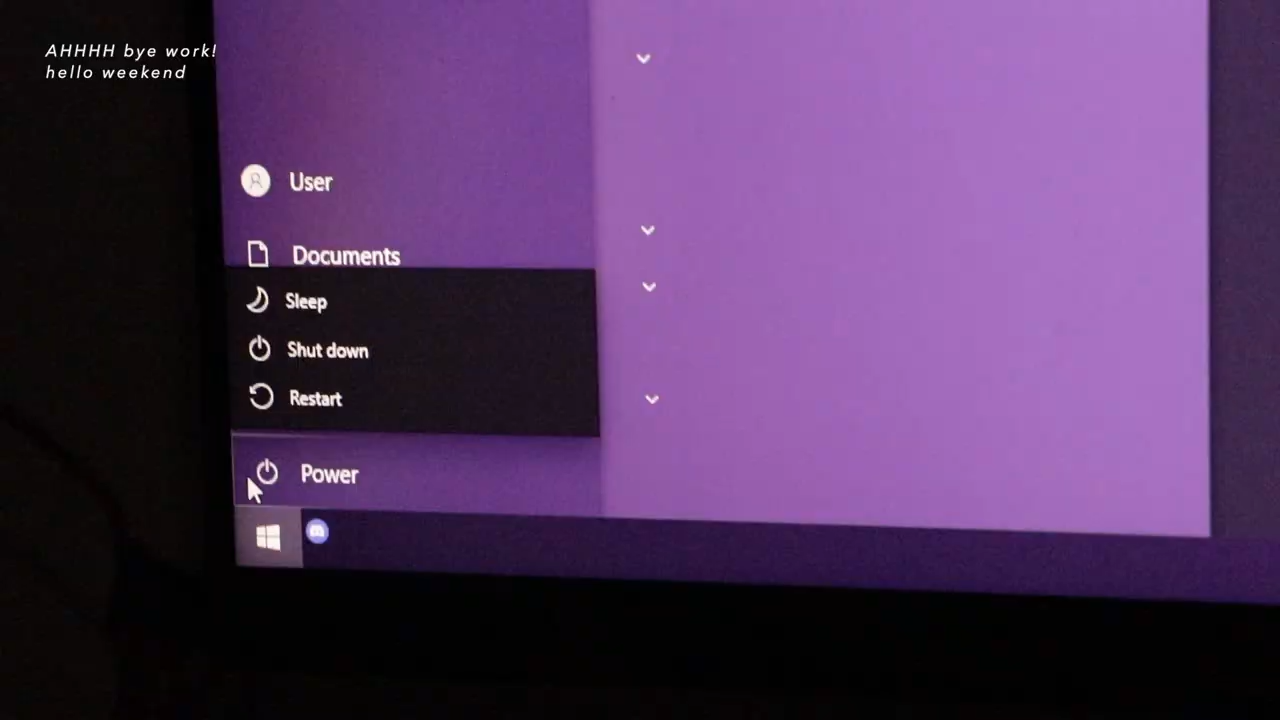 AHHHH bye work!
hello weekend
User
Documents
Sleep
Shut down
Restart
Power